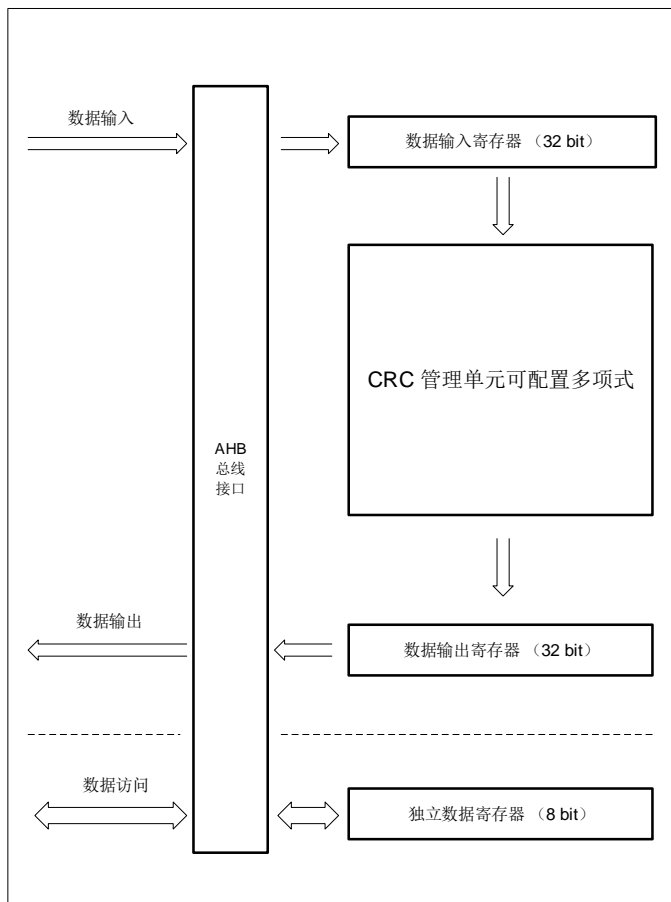 数据输入
数据输入寄存器 (32 bit)
CRC 管理单元可配置多项式
AHB
总线
接口
数据输出
数据输出寄存器 (32 bit)
数据访问
独立数据寄存器 (8 bit)